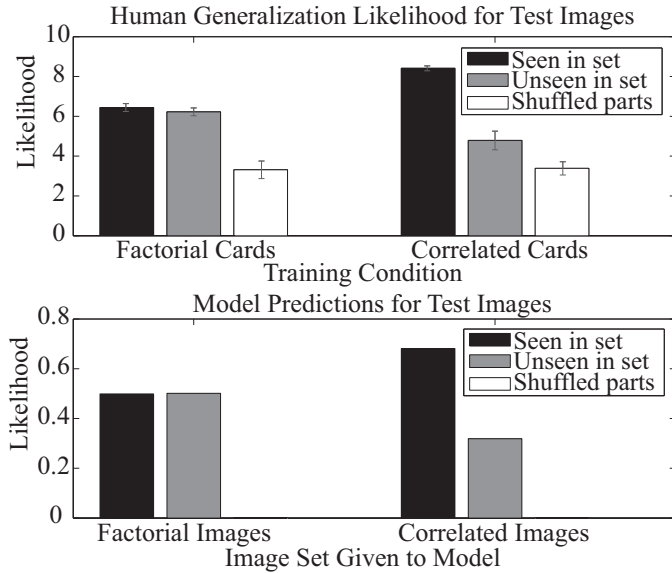 Human Generalization Likelihood for Test Images
10
8
6
4
2
0
Likelihood
Seen in set
Unseen in set
Shuffled parts
Factorial Cards
Correlated Cards
Training Condition
Model Predictions for Test Images
0.8
0.6
0.4
0.2
0
Likelihood
Seen in set
Unseen in set
Shuffled parts
Factorial Images
Correlated Images
Image Set Given to Model